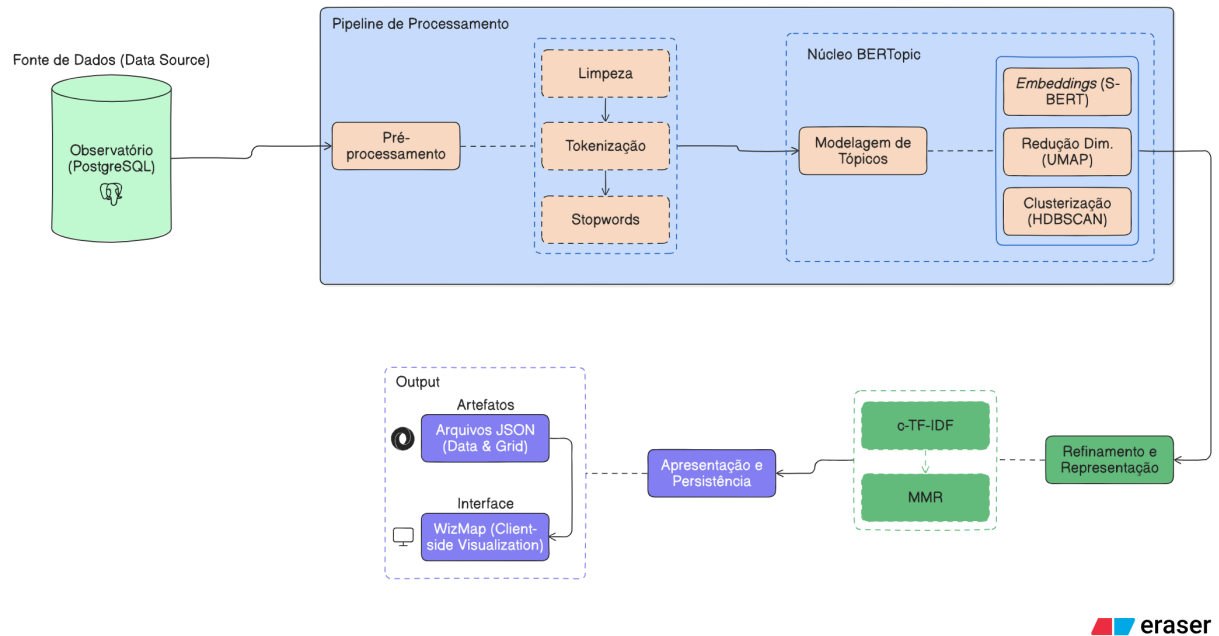 Pipeline de Processamento
Fonte de Dados (Data Source)
Observatório
(PostgreSQL)
Pré-
processamento
Limpeza
Tokenização
Stopwords
Núcleo BERTopic
Modelagem de
Tópicos
Embeddings (S-
BERT)
Redução Dim.
(UMAP)
Clusterização
(HDBSCAN)
Output
Artefatos
Arquivos JSON
(Data & Grid)
Interface
WizMap (Client-
side Visualization)
Apresentação e
Persistência
c-TF-IDF
MMR
Refinamento e
Representação
eraser